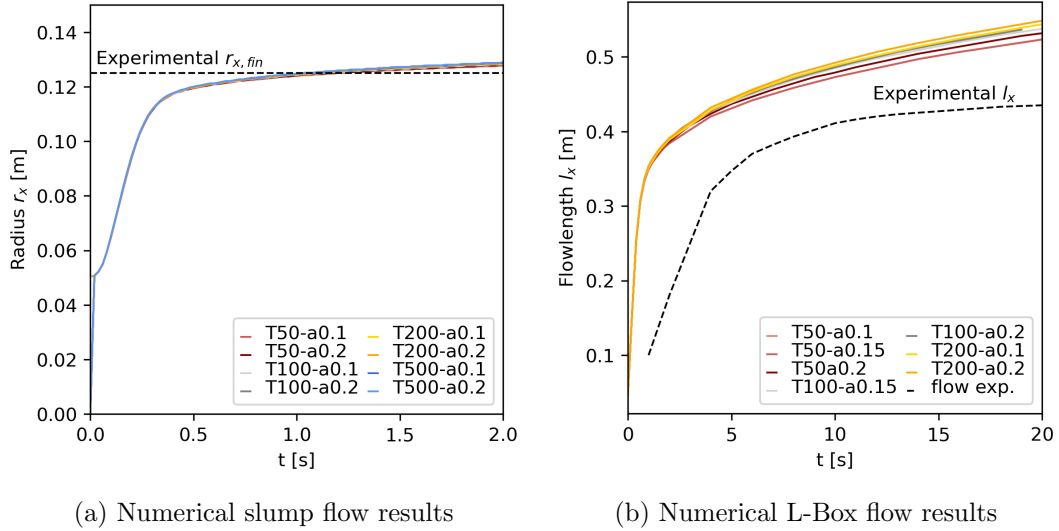 0.14
0.12
0.10
0.08
0.06
0.04
0.02
0.00
Radius r_x [m]
Experimental r_{x,fin}
T50-a0.1
T50-a0.2
T100-a0.1
T100-a0.2
T200-a0.1
T200-a0.2
T500-a0.1
T500-a0.2
0.0 0.5 1.0 1.5 2.0
t [s]
(a) Numerical slump flow results
0.5
0.4
0.3
0.2
0.1
Flowlength l_x [m]
Experimental l_x
T50-a0.1
T50-a0.15
T50a0.2
T100-a0.15
T100-a0.2
T200-a0.1
T200-a0.2
flow exp.
0 5 10 15 20
t [s]
(b) Numerical L-Box flow results